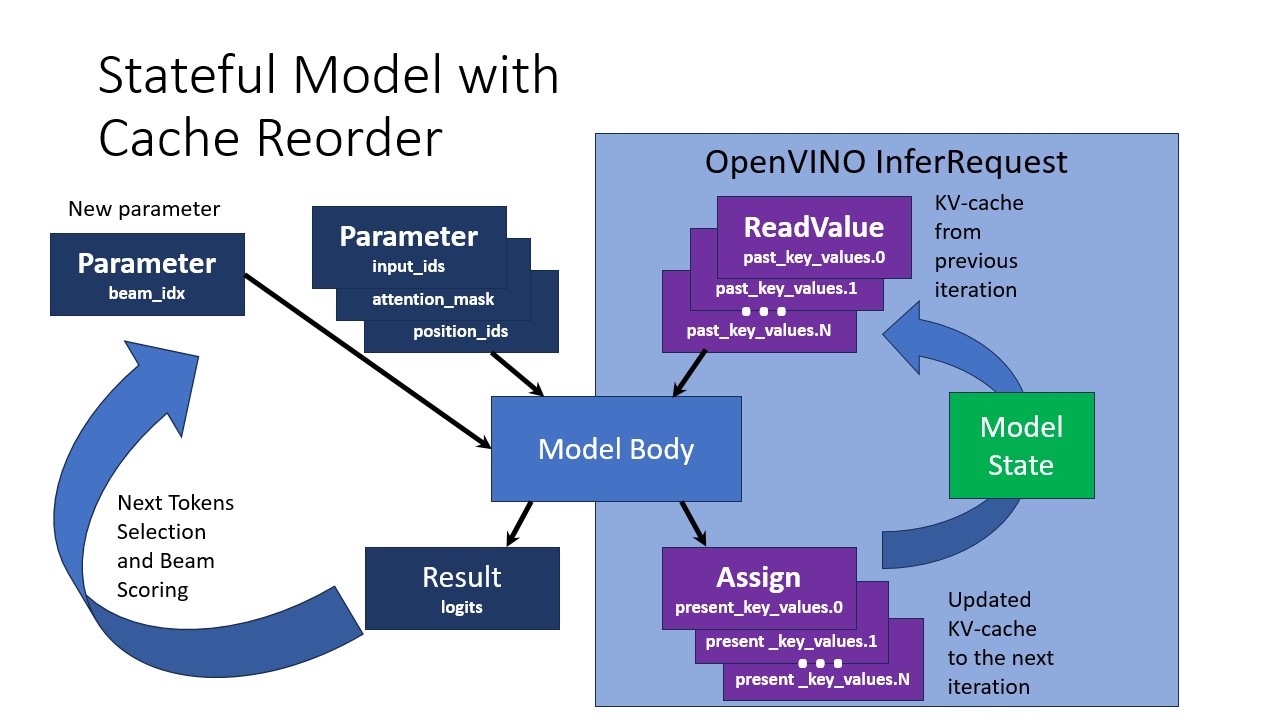 Stateful Model with
Cache Reorder
OpenVINO InferRequest
New parameter
Parameter
beam_idx
Parameter
input_ids
attention_mask
position_ids
ReadValue
past_key_values.0
past_key_values.1
past_key_values.N
KV-cache
from
previous
iteration
Model Body
Model
State
Next Tokens
Selection
and Beam
Scoring
Result
logits
Assign
present_key_values.0
present _key_values.1
present _key_values.N
Updated
KV-cache
to the next
iteration